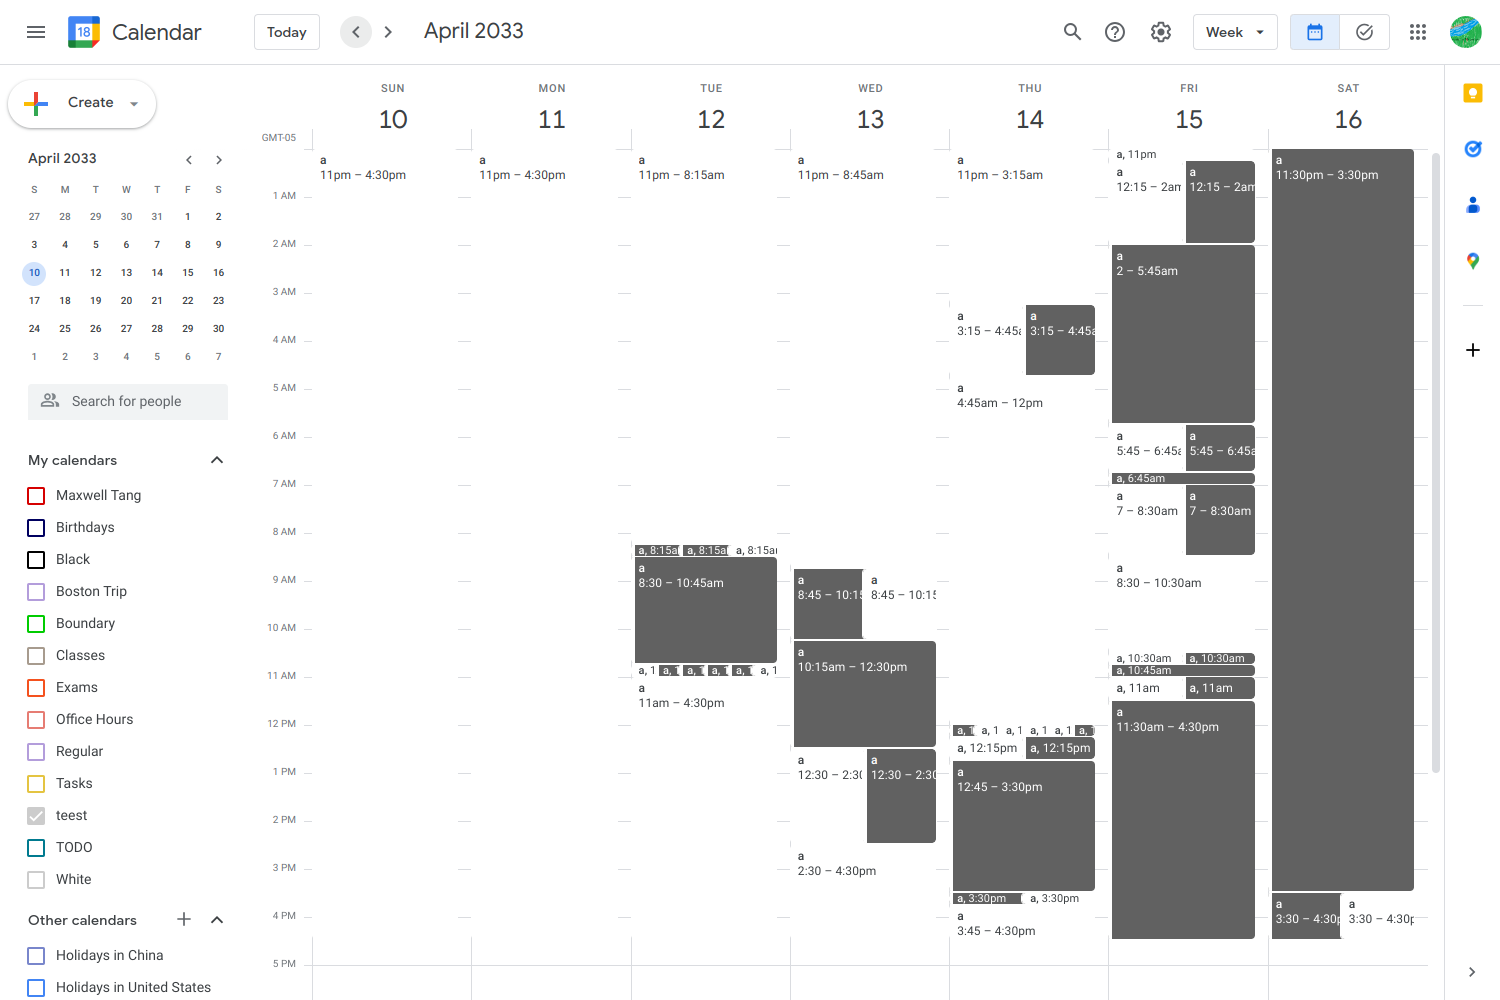 18 Calendar Today April 2033 Week
Create
April 2033
S M T W T F S
27 28 29 30 31 1 2
3 4 5 6 7 8 9
10 11 12 13 14 15 16
17 18 19 20 21 22 23
24 25 26 27 28 29 30
1 2 3 4 5 6 7
Search for people
My calendars
Maxwell Tang
Birthdays
Black
Boston Trip
Boundary
Classes
Exams
Office Hours
Regular
Tasks
teest
TODO
White
Other calendars
Holidays in China
Holidays in United States
SUN MON TUE WED THU FRI SAT
10 11 12 13 14 15 16
GMT-05
1 AM
2 AM
3 AM
4 AM
5 AM
6 AM
7 AM
8 AM
9 AM
10 AM
11 AM
12 PM
1 PM
2 PM
3 PM
4 PM
5 PM
a
11pm – 4:30pm
a
11pm – 4:30pm
a
11pm – 8:15am
a, 8:15a
a, 8:15a
a, 8:15a
a
8:30 – 10:45am
a, 1
a, 1
a, 1
a, 1
a, 1
a, 1
a
11am – 4:30pm
a
11pm – 8:45am
a
8:45 – 10:15
a
8:45 – 10:15
a
10:15am – 12:30pm
a
12:30 – 2:30
a
12:30 – 2:30
a
2:30 – 4:30pm
a
11pm – 3:15am
a
3:15 – 4:45a
a
3:15 – 4:45a
a
4:45am – 12pm
a, 1
a, 1
a, 1
a, 1
a, 1
a, 1
a, 12:15pm
a, 12:15pm
a
12:45 – 3:30pm
a, 3:30pm
a, 3:30pm
a
3:45 – 4:30pm
a, 11pm
a
12:15 – 2am
a
12:15 – 2am
a
2 – 5:45am
a
5:45 – 6:45a
a
5:45 – 6:45a
a, 6:45am
a
7 – 8:30am
a
7 – 8:30am
a
8:30 – 10:30am
a, 10:30am
a, 10:30am
a, 10:45am
a, 11am
a, 11am
a
11:30am – 4:30pm
a
11:30pm – 3:30pm
a
3:30 – 4:30p
a
3:30 – 4:30p